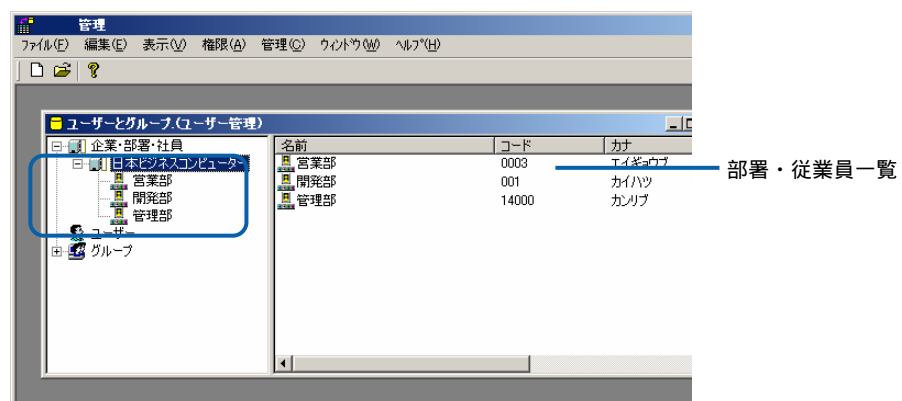 管理
ファイル(F) 編集(E) 表示(V) 権限(A) 管理(C) ウィンドウ(W) ヘルプ(H)
ユーザーとグループ.(ユーザー管理)
企業・部署・社員
日本ビジネスコンピューター
営業部
開発部
管理部
ユーザー
グループ
名前 コード カナ
営業部 0003 エイギョウブ
開発部 001 カイハツ
管理部 14000 カンリブ
部署・従業員一覧